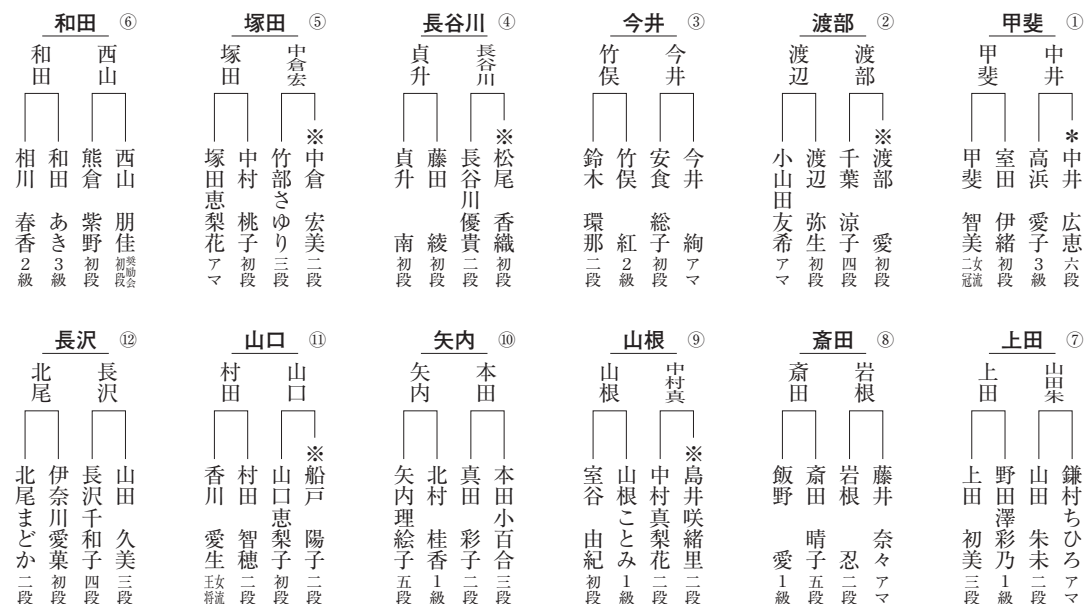 甲斐 ①
中井
甲斐
＊中井 広恵 六段
高浜 愛子 3級
室田 伊緒 初段
甲斐 智美 女流二冠
渡部 ②
渡部
渡辺
※渡部 愛 初段
千葉 涼子 四段
渡辺 弥生 初段
小山田友希 アマ
今井 ③
今井
竹俣
今井 絢 アマ
安食 総子 初段
竹俣 紅 2級
鈴木 環那 二段
長谷川 ④
長谷川
貞升
※松尾 香織 初段
長谷川優貴 二段
藤田 綾 初段
貞升 南 初段
塚田 ⑤
中倉宏
塚田
※中倉 宏美 二段
竹部さゆり 三段
中村 桃子 初段
塚田恵梨花 アマ
和田 ⑥
西山
和田
西山 朋佳 奨励会初段
熊倉 紫野 初段
和田 あき 3級
相川 春香 2級
上田 ⑦
山田朱
上田
鎌村ちひろ アマ
山田 朱未 二段
野田澤彩乃 1級
上田 初美 三段
斎田 ⑧
岩根
斎田
藤井 奈々 アマ
岩根 忍 二段
斎田 晴子 五段
飯野 愛 1級
山根 ⑨
中村真
山根
※島井咲緒里 二段
中村真梨花 二段
山根ことみ 1級
室谷 由紀 初段
矢内 ⑩
本田
矢内
本田小百合 三段
真田 彩子 二段
北村 桂香 1級
矢内理絵子 五段
山口 ⑪
山口
村田
※船戸 陽子 二段
山口恵梨子 初段
村田 智穂 二段
香川 愛生 女流王将
長沢 ⑫
長沢
北尾
山田 久美 三段
長沢千和子 四段
伊奈川愛菓 初段
北尾まどか 二段